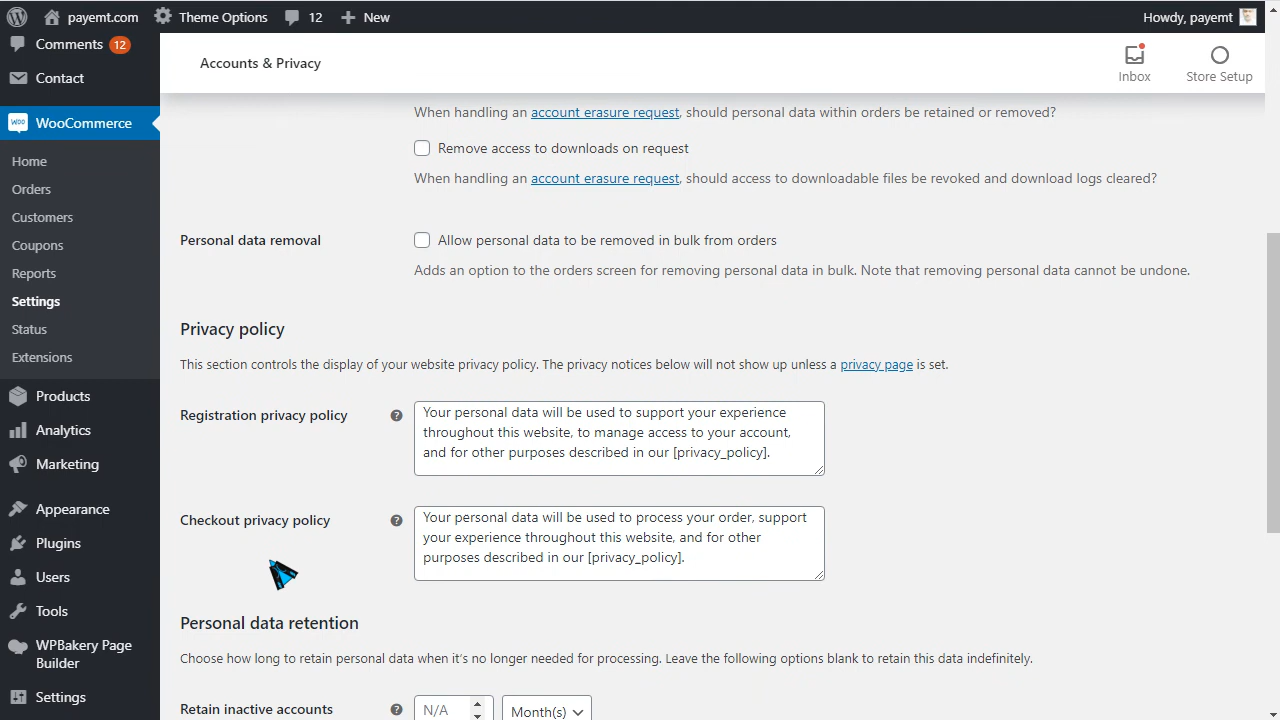 payemt.com
Theme Options
12
New
Howdy, payemt
Comments 12
Contact
WooCommerce
Home
Orders
Customers
Coupons
Reports
Settings
Status
Extensions
Products
Analytics
Marketing
Appearance
Plugins
Users
Tools
WPBakery Page
Builder
Settings
Accounts & Privacy
Inbox
Store Setup
When handling an account erasure request, should personal data within orders be retained or removed?
Remove access to downloads on request
When handling an account erasure request, should access to downloadable files be revoked and download logs cleared?
Personal data removal
Allow personal data to be removed in bulk from orders
Adds an option to the orders screen for removing personal data in bulk. Note that removing personal data cannot be undone.
Privacy policy
This section controls the display of your website privacy policy. The privacy notices below will not show up unless a privacy page is set.
Registration privacy policy
Your personal data will be used to support your experience
throughout this website, to manage access to your account,
and for other purposes described in our [privacy_policy].
Checkout privacy policy
Your personal data will be used to process your order, support
your experience throughout this website, and for other
purposes described in our [privacy_policy].
Personal data retention
Choose how long to retain personal data when it's no longer needed for processing. Leave the following options blank to retain this data indefinitely.
Retain inactive accounts
N/A
Month(s)